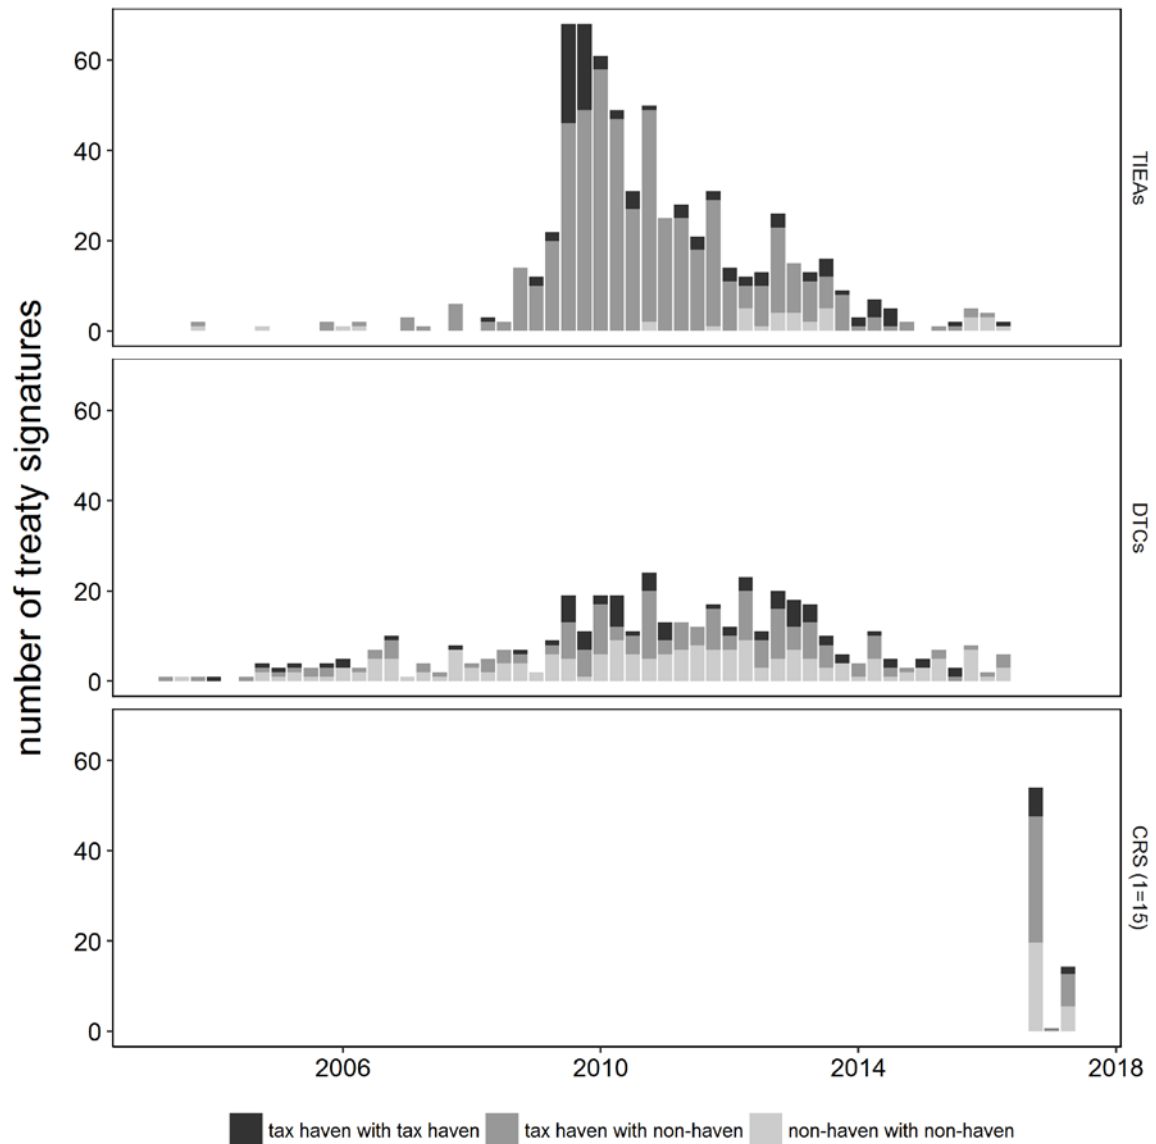 number of treaty signatures
60
40
20
0
TIEAs
60
40
20
0
DTCs
60
40
20
0
CRS (1=15)
2006 2010 2014 2018
tax haven with tax haven tax haven with non-haven non-haven with non-haven